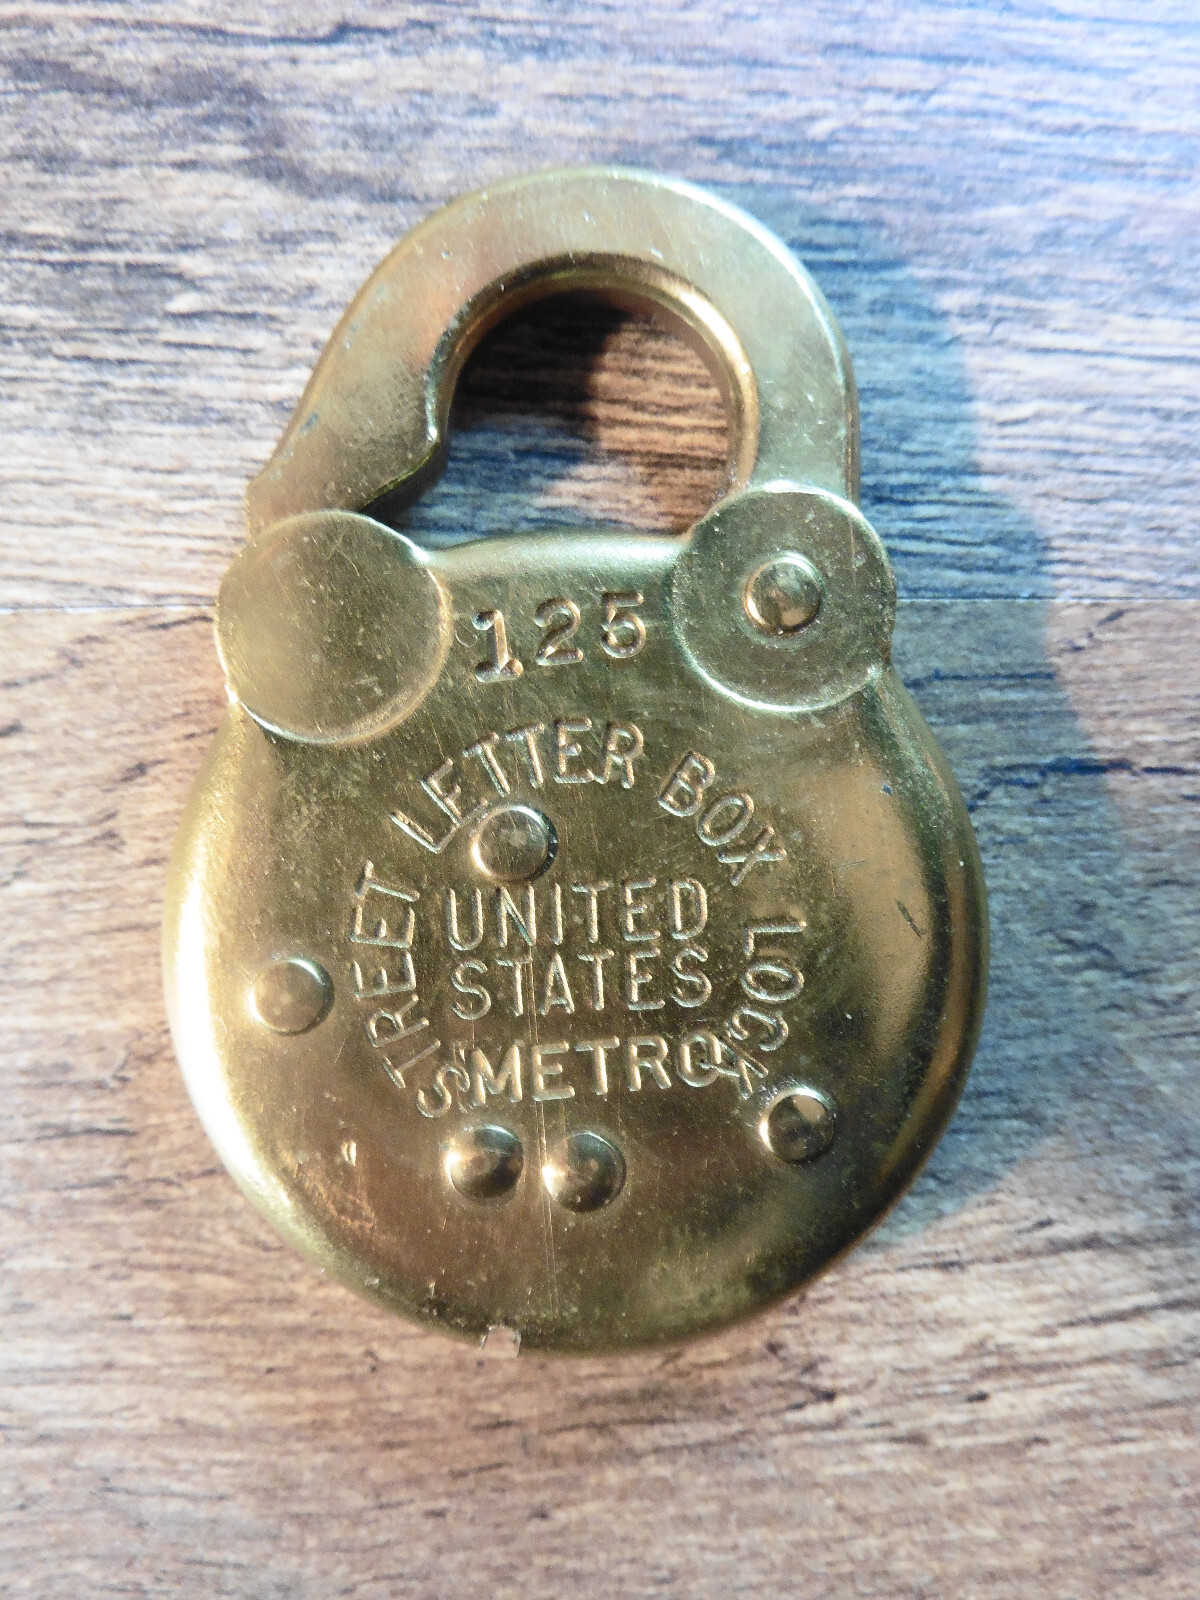 125
STREET LETTER BOX LOCK
UNITED
STATES
METRO